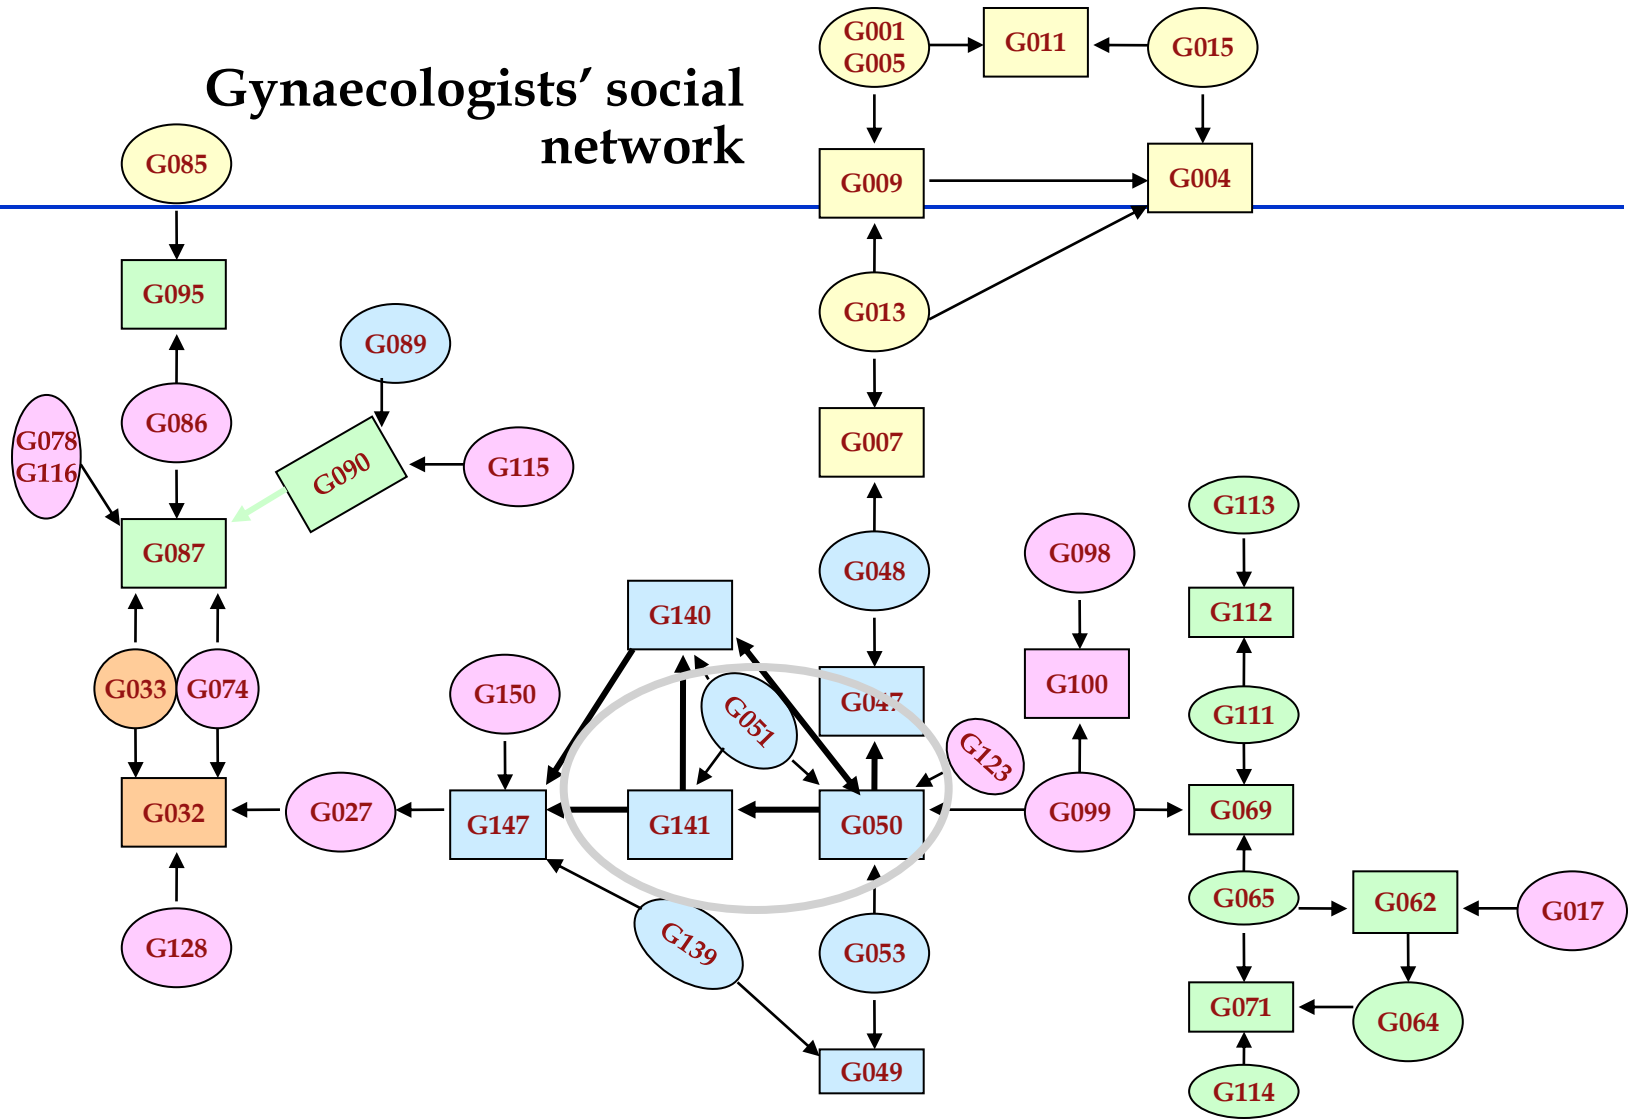 G001
G005
G011
G015
Gynaecologists’ social
network
G085
G009
G004
G095
G013
G089
G086
G078
G116
G090
G115
G007
G087
G113
G048
G098
G112
G140
G033
G074
G150
G051
G047
G100
G111
G123
G032
G027
G147
G141
G050
G099
G069
G128
G139
G053
G065
G062
G017
G071
G064
G049
G114